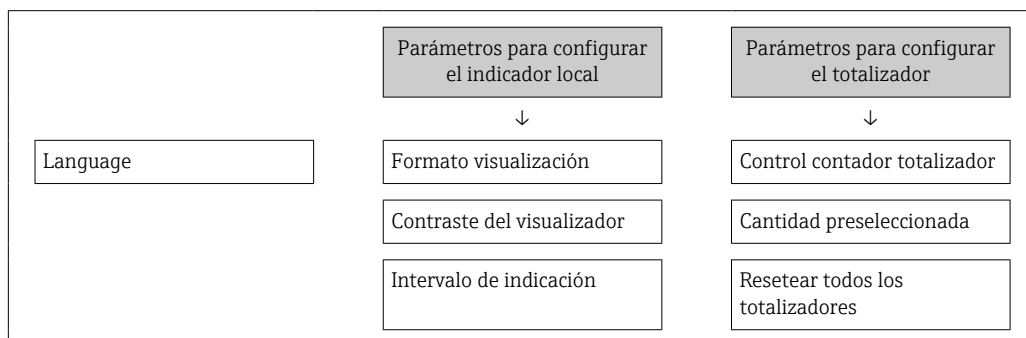 Parámetros para configurar
el indicador local
Parámetros para configurar
el totalizador
↓
↓
Language
Formato visualización
Control contador totalizador
Contraste del visualizador
Cantidad preseleccionada
Intervalo de indicación
Resetear todos los
totalizadores